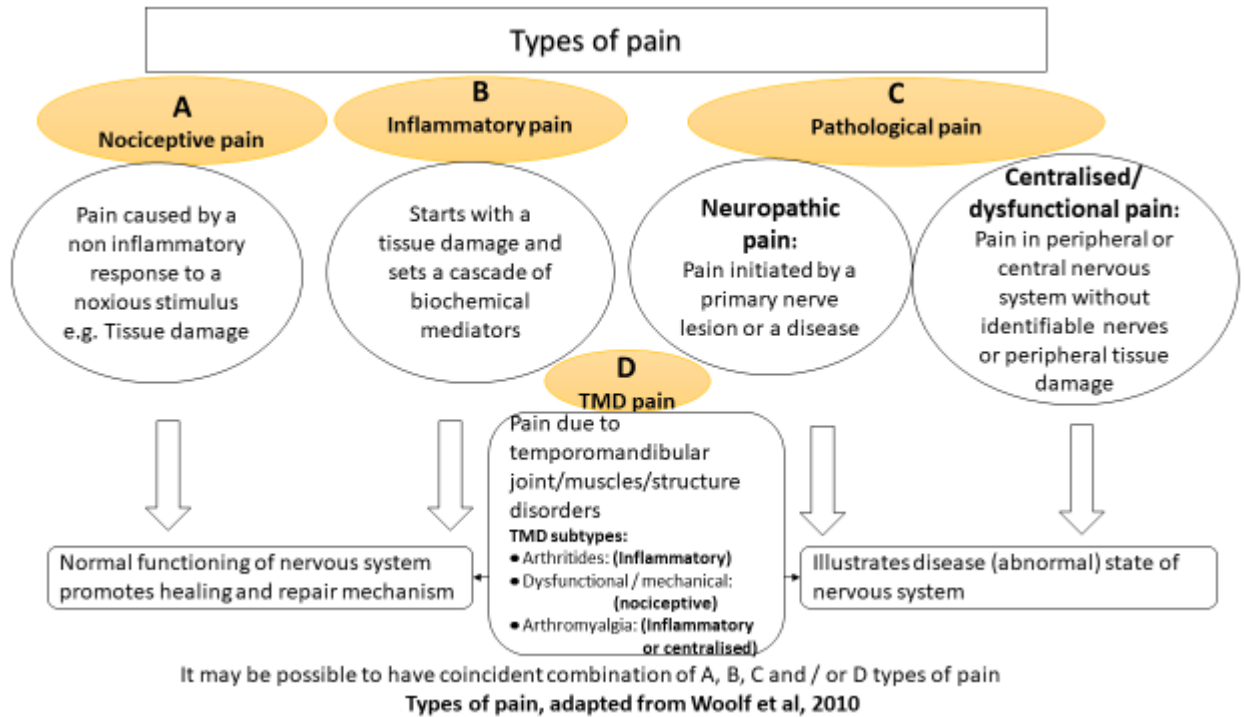 Types of pain
A
Nociceptive pain
Pain caused by a
non inflammatory
response to a
noxious stimulus
e.g. Tissue damage
B
Inflammatory pain
Starts with a
tissue damage and
sets a cascade of
biochemical
mediators
C
Pathological pain
Neuropathic
pain:
Pain initiated by a
primary nerve
lesion or a disease
Centralised/
dysfunctional pain:
Pain in peripheral or
central nervous
system without
identifiable nerves
or peripheral tissue
damage
D
TMD pain
Pain due to
temporomandibular
joint/muscles/structure
disorders
TMD subtypes:
● Arthritides: (Inflammatory)
● Dysfunctional / mechanical:
(nociceptive)
● Arthromyalgia: (Inflammatory
or centralised)
Normal functioning of nervous system
promotes healing and repair mechanism
Illustrates disease (abnormal) state of
nervous system
It may be possible to have coincident combination of A, B, C and / or D types of pain
Types of pain, adapted from Woolf et al, 2010